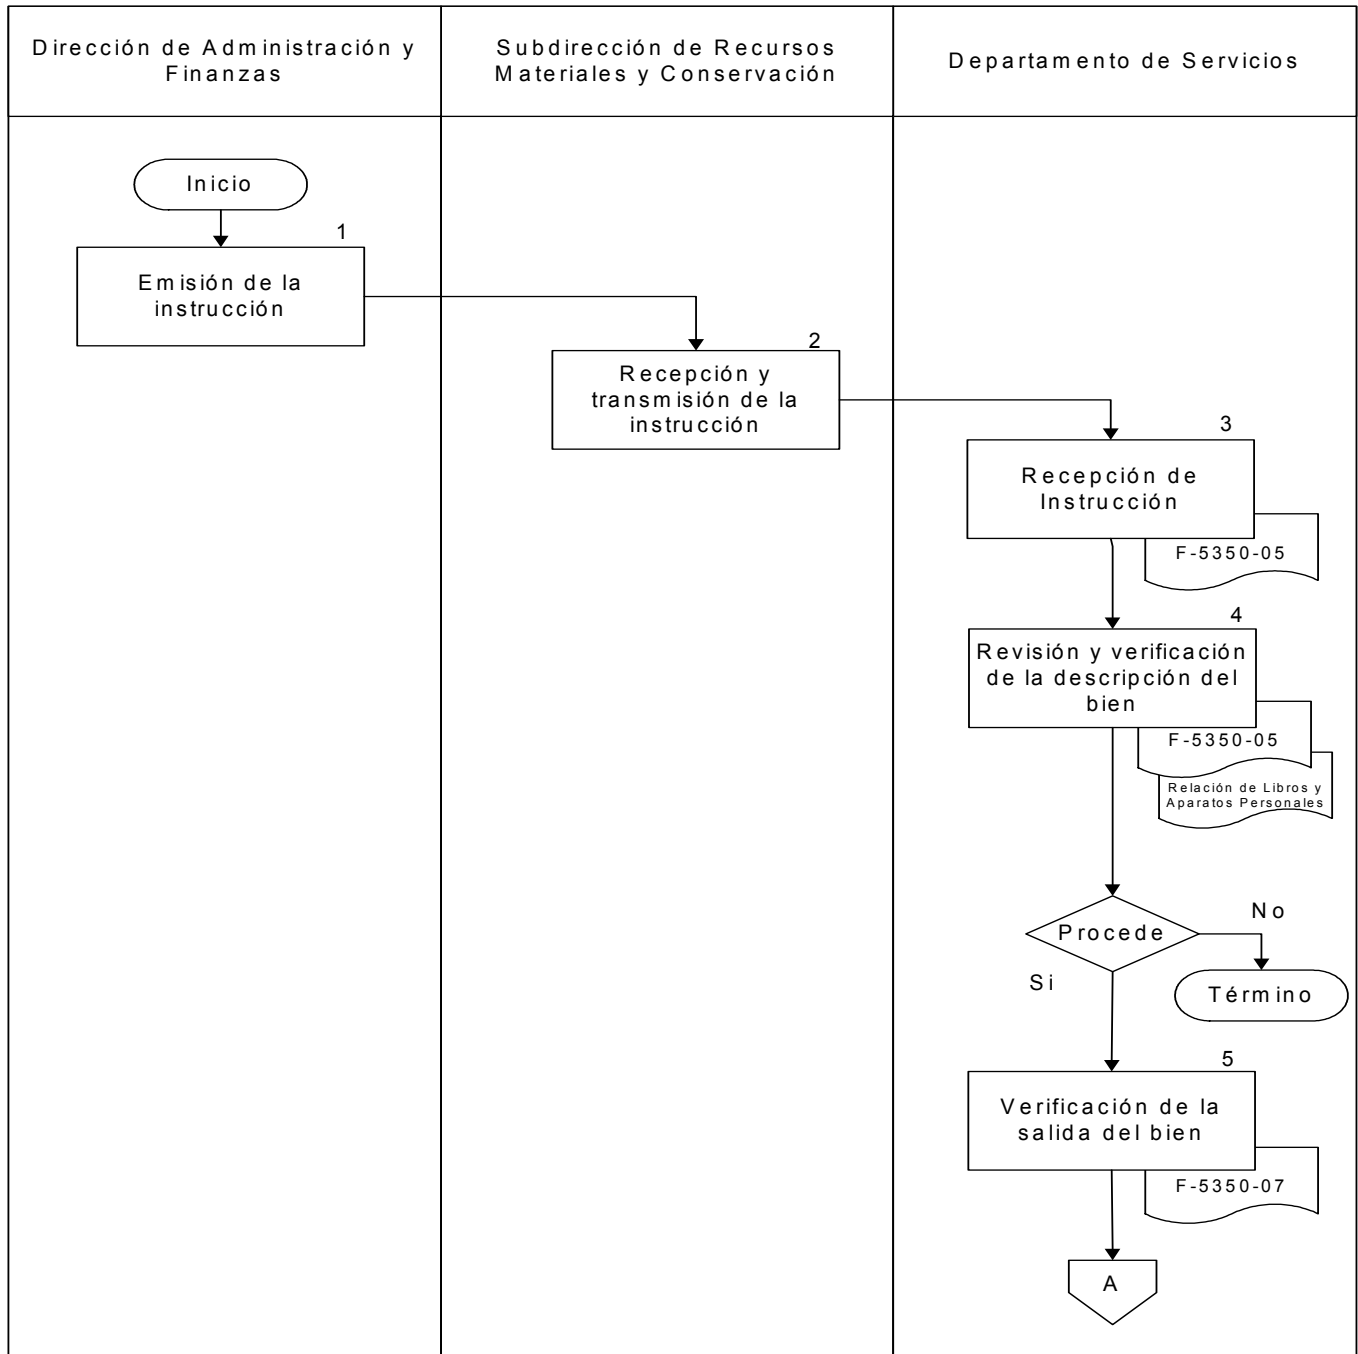 Dirección de Administración y
Finanzas
Subdirección de Recursos
Materiales y Conservación
Departamento de Servicios
Inicio
1
Emisión de la
instrucción
2
Recepción y
transmisión de la
instrucción
3
Recepción de
Instrucción
F-5350-05
4
Revisión y verificación
de la descripción del
bien
F-5350-05
Relación de Libros y
Aparatos Personales
Procede
No
Si
Término
5
Verificación de la
salida del bien
F-5350-07
A